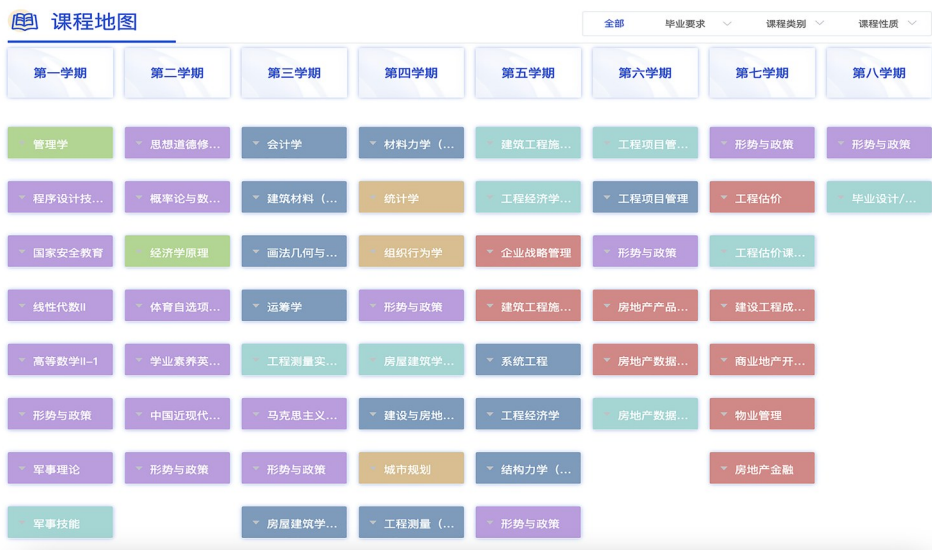 课程地图
全部 毕业要求 课程类别 课程性质
第一学期 第二学期 第三学期 第四学期 第五学期 第六学期 第七学期 第八学期
管理学 思想道德修... 会计学 材料力学（... 建筑工程施... 工程项目管... 形势与政策 形势与政策
程序设计技... 概率论与数... 建筑材料（... 统计学 工程经济学... 工程项目管理 工程估价 毕业设计/...
国家安全教育 经济学原理 画法几何与... 组织行为学 企业战略管理 形势与政策 工程估价课...
线性代数II 体育自选项... 运筹学 形势与政策 建筑工程施... 房地产产品... 建设工程成...
高等数学II-1 学业素养英... 工程测量实... 房屋建筑学... 系统工程 房地产数据... 商业地产开...
形势与政策 中国近现代... 马克思主义... 建设与房地... 工程经济学 房地产数据... 物业管理
军事理论 形势与政策 形势与政策 城市规划 结构力学（... 房地产金融
军事技能 房屋建筑学... 工程测量（... 形势与政策